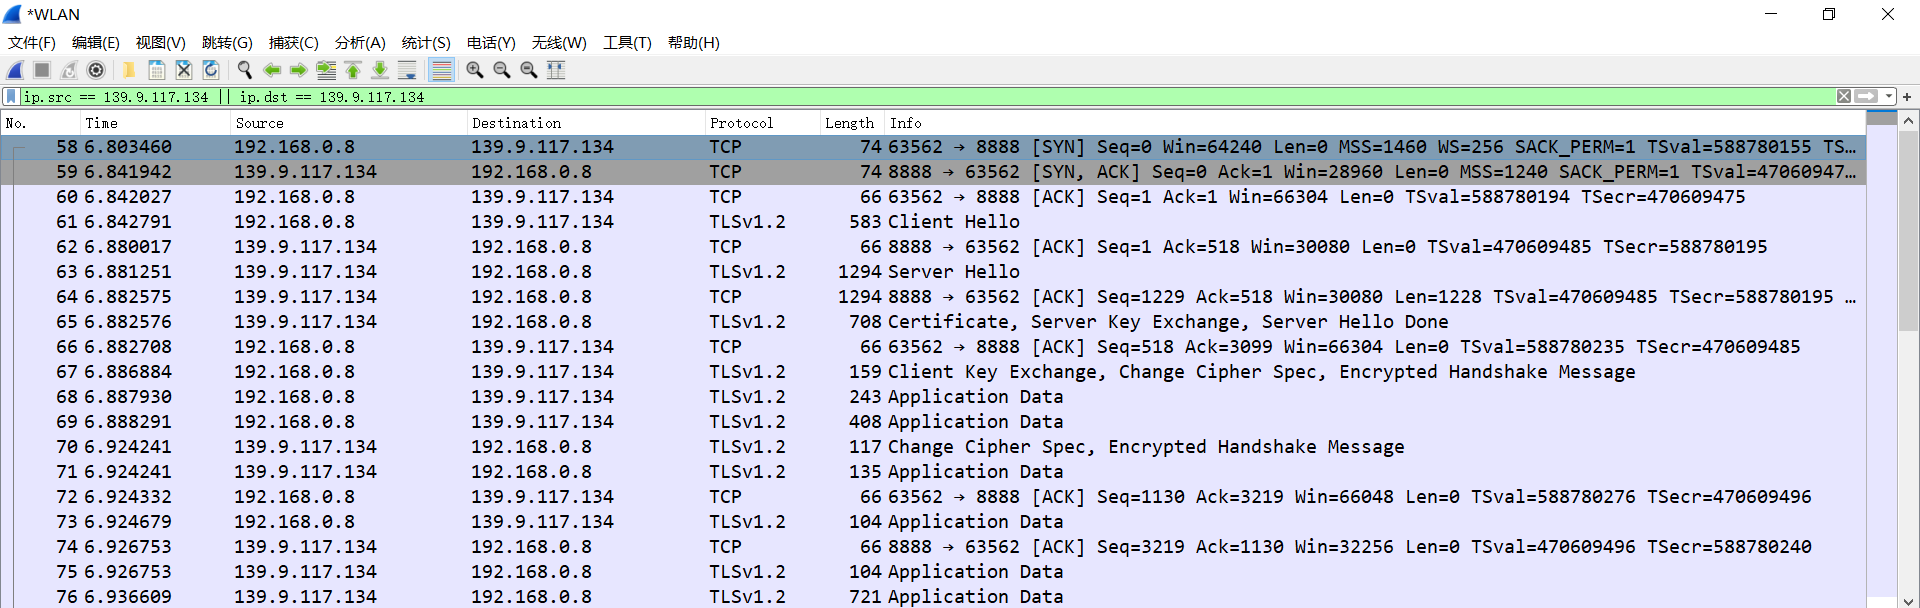 *WLAN
文件(F) 编辑(E) 视图(V) 跳转(G) 捕获(C) 分析(A) 统计(S) 电话(Y) 无线(W) 工具(T) 帮助(H)
ip.src == 139.9.117.134 || ip.dst == 139.9.117.134
No. Time Source Destination Protocol Length Info
58 6.803460 192.168.0.8 139.9.117.134 TCP 74 63562 → 8888 [SYN] Seq=0 Win=64240 Len=0 MSS=1460 WS=256 SACK_PERM=1 TSval=588780155 TS…
59 6.841942 139.9.117.134 192.168.0.8 TCP 74 8888 → 63562 [SYN, ACK] Seq=0 Ack=1 Win=28960 Len=0 MSS=1240 SACK_PERM=1 TSval=47060947…
60 6.842027 192.168.0.8 139.9.117.134 TCP 66 63562 → 8888 [ACK] Seq=1 Ack=1 Win=66304 Len=0 TSval=588780194 TSecr=470609475
61 6.842791 192.168.0.8 139.9.117.134 TLSv1.2 583 Client Hello
62 6.880017 139.9.117.134 192.168.0.8 TCP 66 8888 → 63562 [ACK] Seq=1 Ack=518 Win=30080 Len=0 TSval=470609485 TSecr=588780195
63 6.881251 139.9.117.134 192.168.0.8 TLSv1.2 1294 Server Hello
64 6.882575 139.9.117.134 192.168.0.8 TCP 1294 8888 → 63562 [ACK] Seq=1229 Ack=518 Win=30080 Len=1228 TSval=470609485 TSecr=588780195 …
65 6.882576 139.9.117.134 192.168.0.8 TLSv1.2 708 Certificate, Server Key Exchange, Server Hello Done
66 6.882708 192.168.0.8 139.9.117.134 TCP 66 63562 → 8888 [ACK] Seq=518 Ack=3099 Win=66304 Len=0 TSval=588780235 TSecr=470609485
67 6.886884 192.168.0.8 139.9.117.134 TLSv1.2 159 Client Key Exchange, Change Cipher Spec, Encrypted Handshake Message
68 6.887930 192.168.0.8 139.9.117.134 TLSv1.2 243 Application Data
69 6.888291 192.168.0.8 139.9.117.134 TLSv1.2 408 Application Data
70 6.924241 139.9.117.134 192.168.0.8 TLSv1.2 117 Change Cipher Spec, Encrypted Handshake Message
71 6.924241 139.9.117.134 192.168.0.8 TLSv1.2 135 Application Data
72 6.924332 192.168.0.8 139.9.117.134 TCP 66 63562 → 8888 [ACK] Seq=1130 Ack=3219 Win=66048 Len=0 TSval=588780276 TSecr=470609496
73 6.924679 192.168.0.8 139.9.117.134 TLSv1.2 104 Application Data
74 6.926753 139.9.117.134 192.168.0.8 TCP 66 8888 → 63562 [ACK] Seq=3219 Ack=1130 Win=32256 Len=0 TSval=470609496 TSecr=588780240
75 6.926753 139.9.117.134 192.168.0.8 TLSv1.2 104 Application Data
76 6.936609 139.9.117.134 192.168.0.8 TLSv1.2 721 Application Data